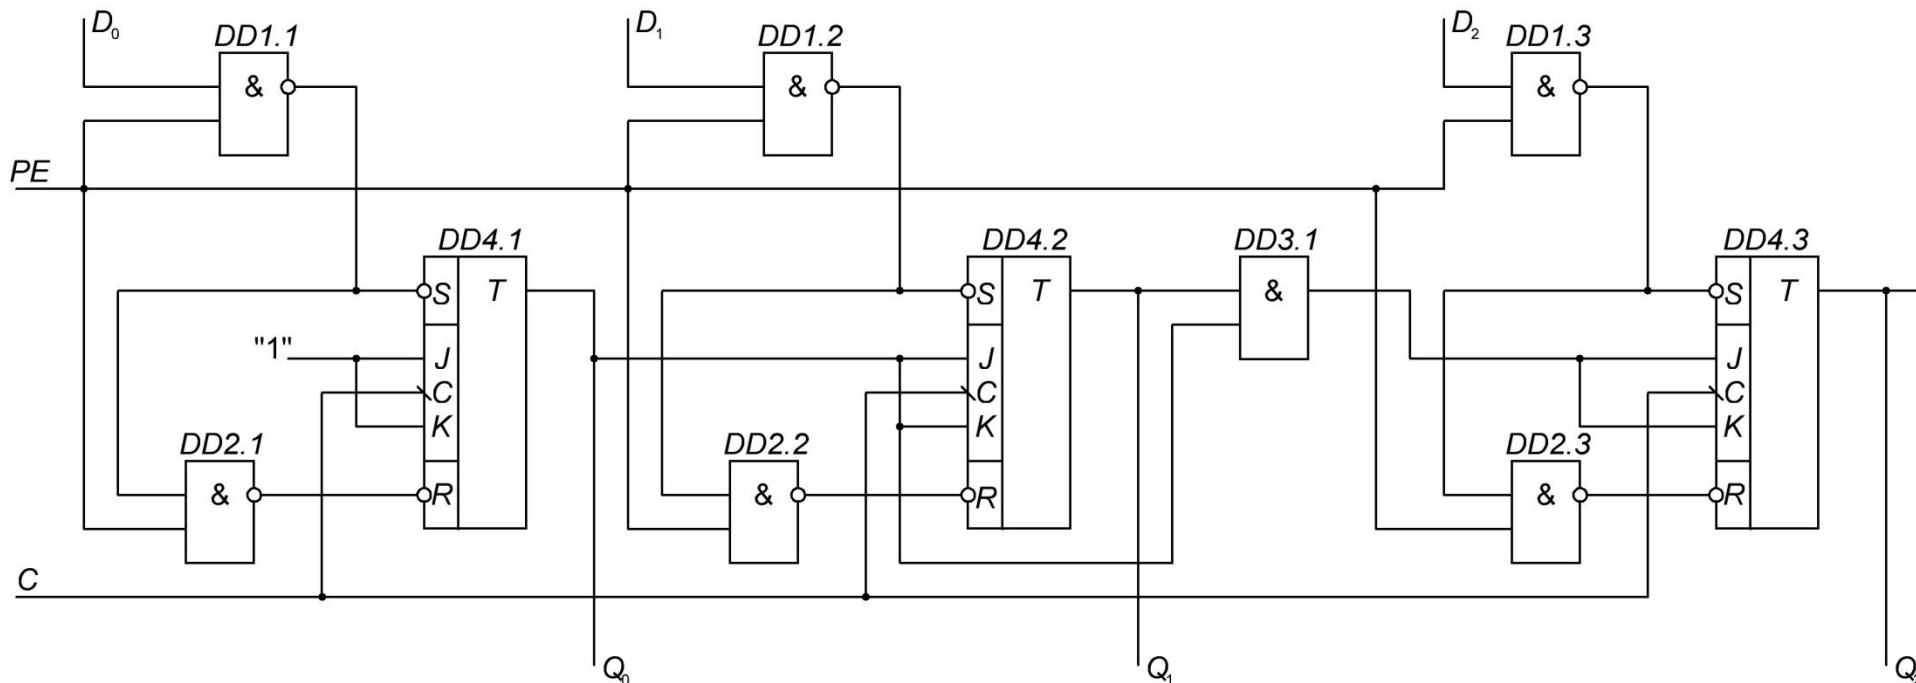 D₀
DD1.1
D₁
DD1.2
D₂
DD1.3
&
&
&
PE
DD4.1
DD4.2
DD3.1
DD4.3
S
T
S
T
&
S
T
"1"
J
J
J
C
C
C
K
K
K
DD2.1
DD2.2
DD2.3
&
R
&
R
&
R
C
Q₀
Q₁